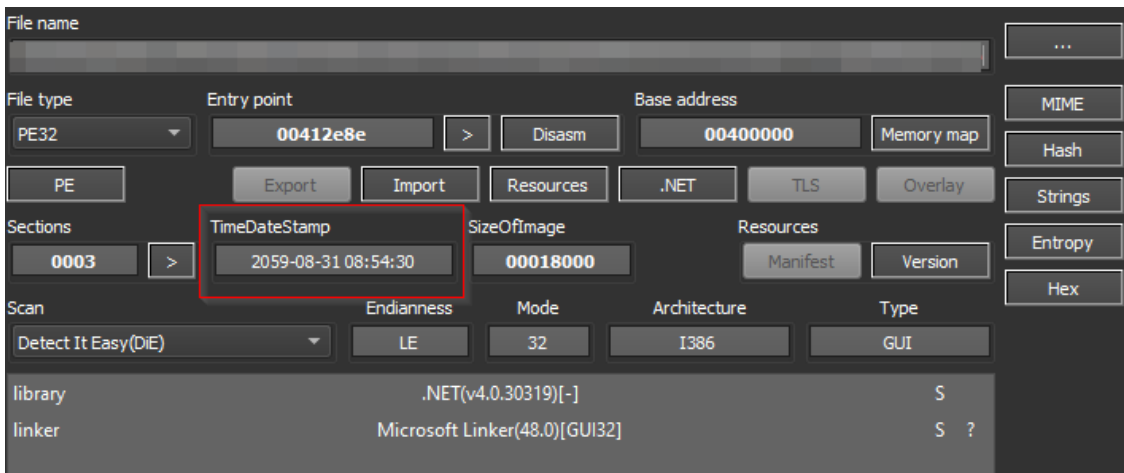 File name
...
File type Entry point Base address MIME
PE32 00412e8e > Disasm 00400000 Memory map
Hash
PE Export Import Resources .NET TLS Overlay
Strings
Sections TimeDateStamp SizeOfImage Resources
Entropy
0003 > 2059-08-31 08:54:30 00018000 Manifest Version
Hex
Scan Endianness Mode Architecture Type
Detect It Easy(DiE) LE 32 I386 GUI
library .NET(v4.0.30319)[-] S
linker Microsoft Linker(48.0)[GUI32] S ?